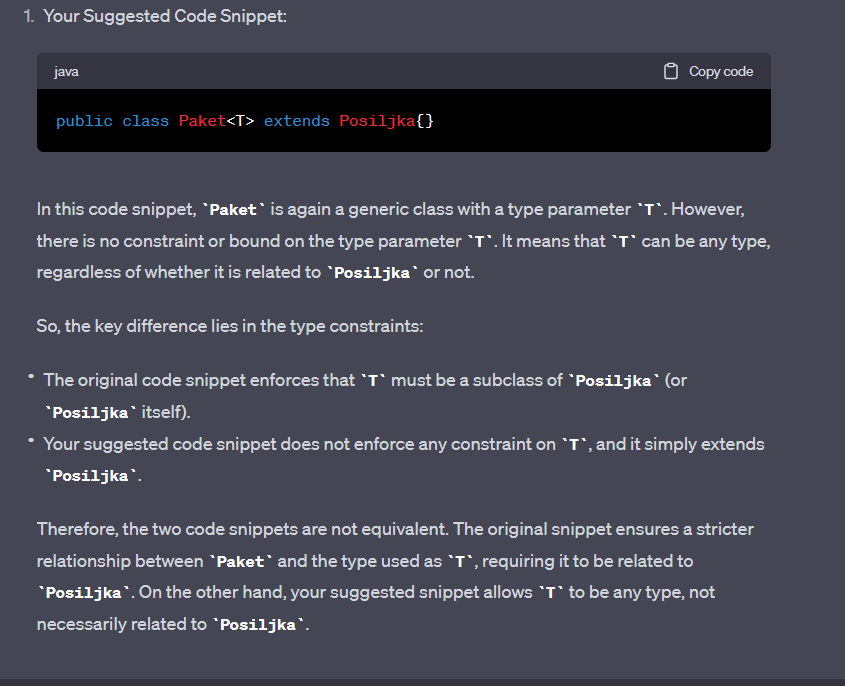 1. Your Suggested Code Snippet:
java
Copy code
public class Paket<T> extends Posiljka{}
In this code snippet, `Paket` is again a generic class with a type parameter `T`. However,
there is no constraint or bound on the type parameter `T`. It means that `T` can be any type,
regardless of whether it is related to `Posiljka` or not.
So, the key difference lies in the type constraints:
• The original code snippet enforces that `T` must be a subclass of `Posiljka` (or
`Posiljka` itself).
• Your suggested code snippet does not enforce any constraint on `T`, and it simply extends
`Posiljka`.
Therefore, the two code snippets are not equivalent. The original snippet ensures a stricter
relationship between `Paket` and the type used as `T`, requiring it to be related to
`Posiljka`. On the other hand, your suggested snippet allows `T` to be any type, not
necessarily related to `Posiljka`.